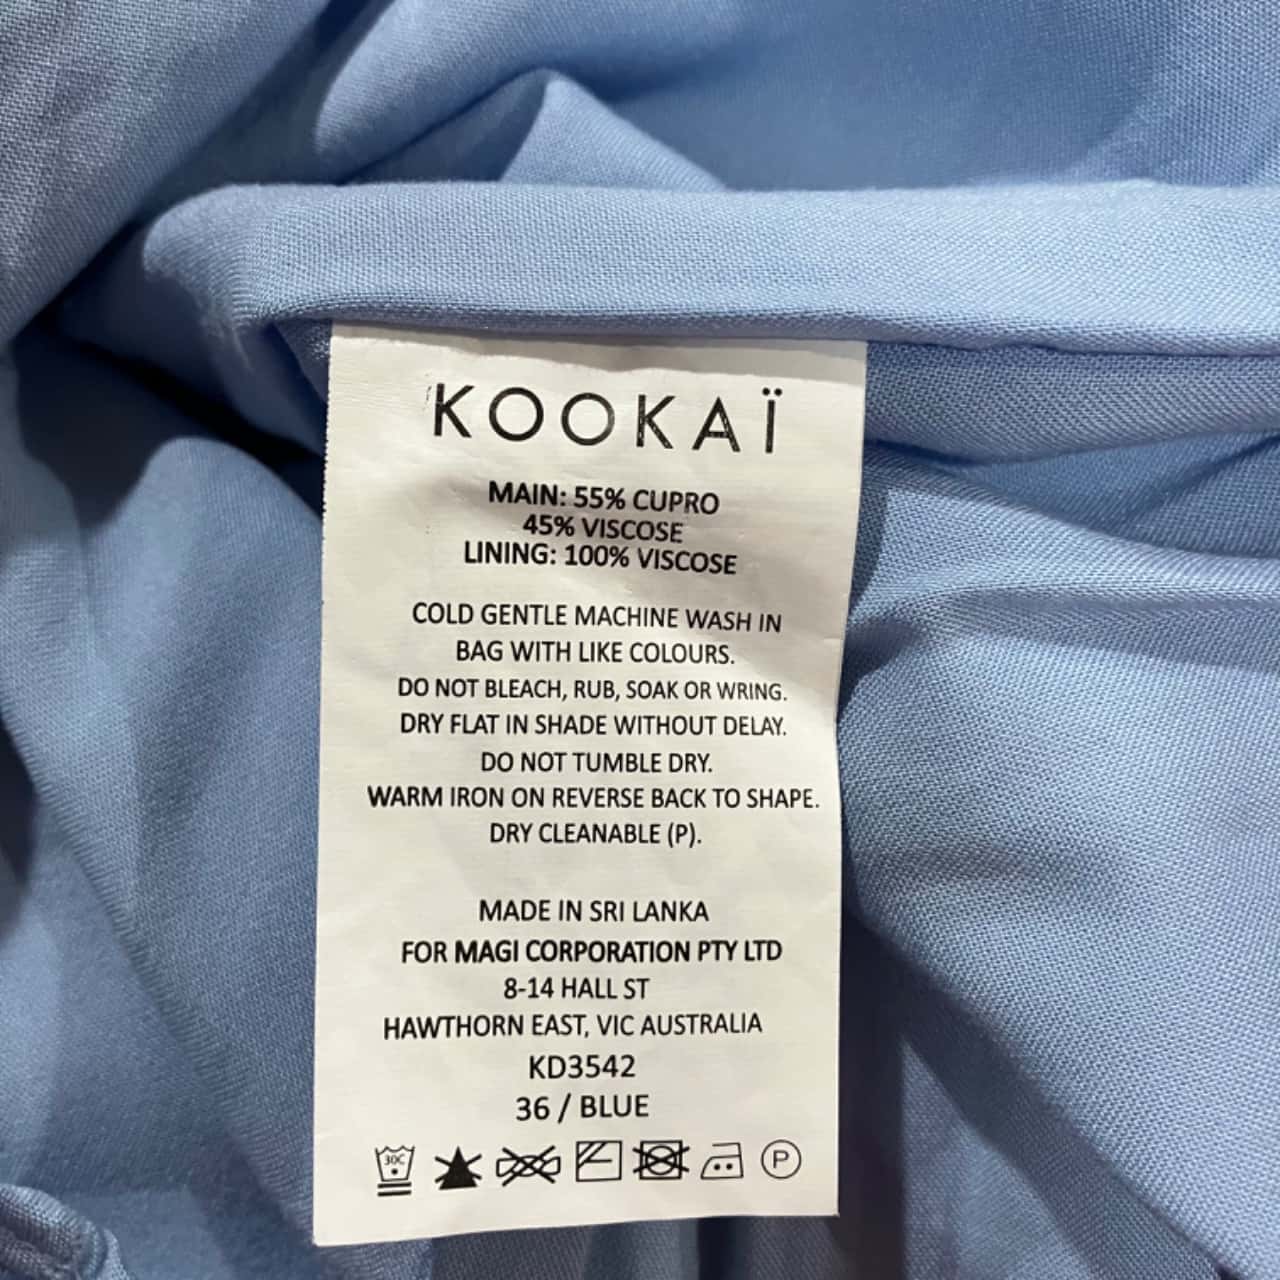 KOOKAÏ
MAIN: 55% CUPRO
45% VISCOSE
LINING: 100% VISCOSE
COLD GENTLE MACHINE WASH IN
BAG WITH LIKE COLOURS.
DO NOT BLEACH, RUB, SOAK OR WRING.
DRY FLAT IN SHADE WITHOUT DELAY.
DO NOT TUMBLE DRY.
WARM IRON ON REVERSE BACK TO SHAPE.
DRY CLEANABLE (P).
MADE IN SRI LANKA
FOR MAGI CORPORATION PTY LTD
8-14 HALL ST
HAWTHORN EAST, VIC AUSTRALIA
KD3542
36 / BLUE
30C P